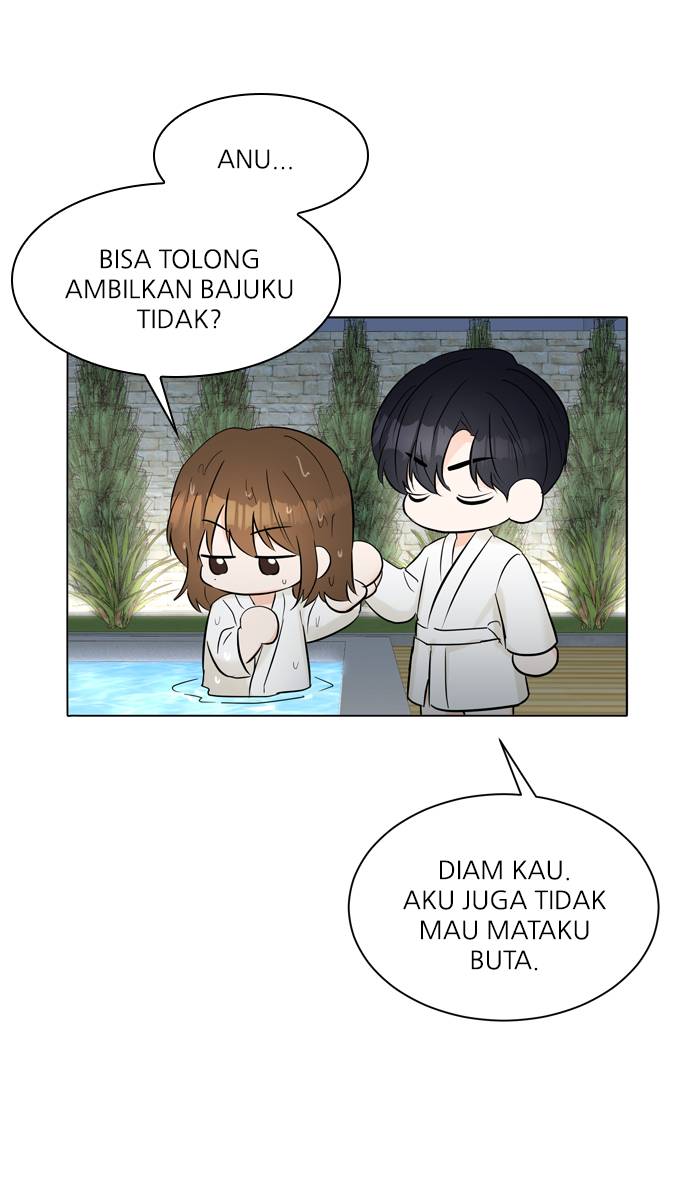 ANU...
BISA TOLONG
AMBILKAN BAJUKU
TIDAK?
DIAM KAU.
AKU JUGA TIDAK
MAU MATAKU
BUTA.